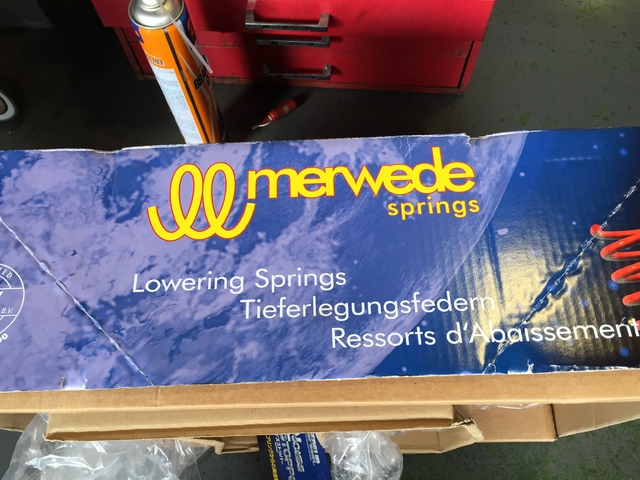 merwede
springs
Lowering Springs
Tieferlegungsfedern
Ressorts d'Abaissement
B.V.